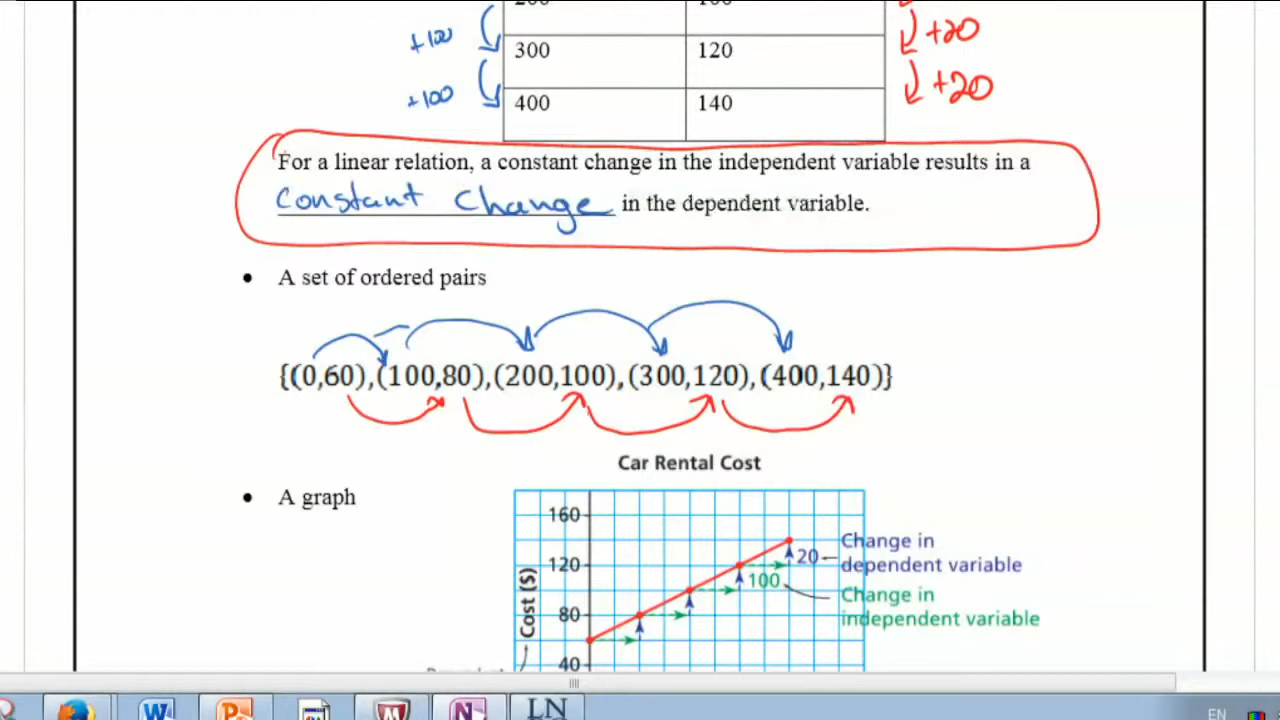 +100 300 120 +20
+100 400 140 +20
For a linear relation, a constant change in the independent variable results in a
constant change in the dependent variable.
• A set of ordered pairs
{(0,60),(100,80),(200,100),(300,120),(400,140)}
Car Rental Cost
• A graph
160
120
80
40
Cost ($)
20
Change in
dependent variable
100
Change in
independent variable
W P N LN
EN